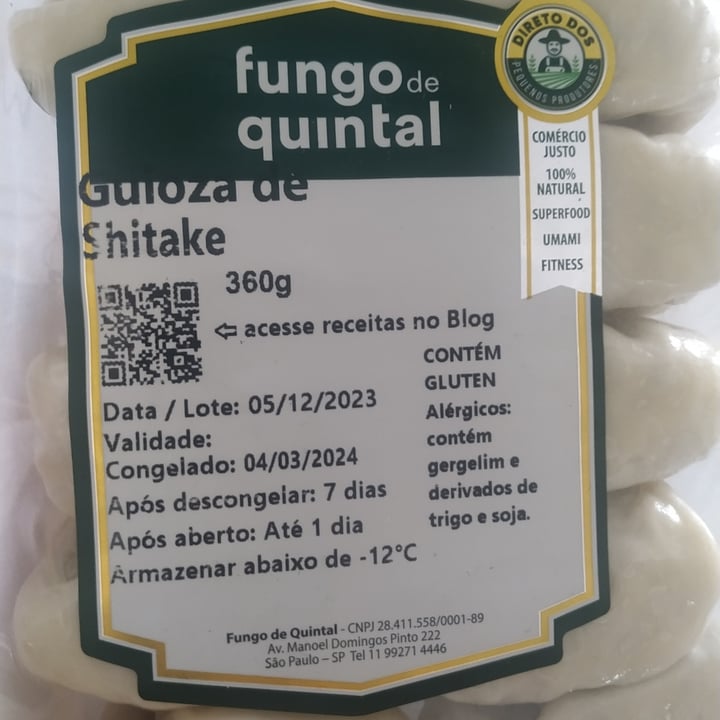 fungo de
quintal
DIRETO DOS
PEQUENOS PRODUTORES
COMÉRCIO
JUSTO
100%
NATURAL
SUPERFOOD
UMAMI
FITNESS
Guioza de
Shitake
360g
⇦ acesse receitas no Blog
Data / Lote: 05/12/2023
Validade:
Congelado: 04/03/2024
Após descongelar: 7 dias
Após aberto: Até 1 dia
Armazenar abaixo de -12°C
CONTÉM
GLUTEN
Alérgicos:
contém
gergelim e
derivados de
trigo e soja.
Fungo de Quintal - CNPJ 28.411.558/0001-89
Av. Manoel Domingos Pinto 222
São Paulo – SP Tel 11 99271 4446